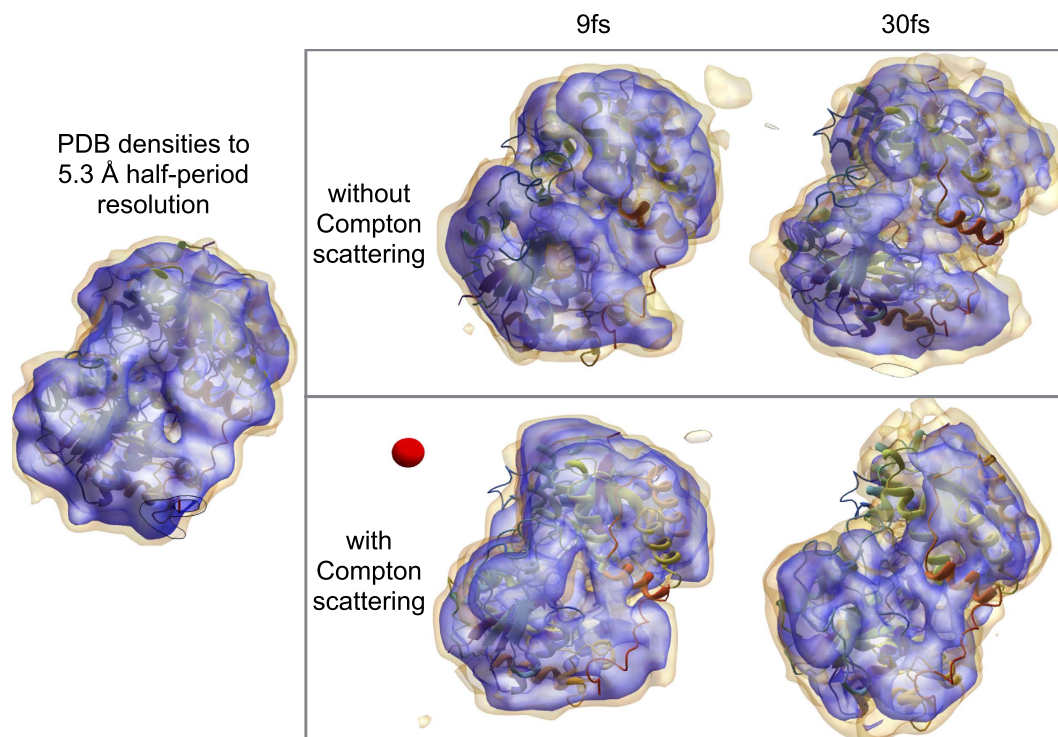 9fs
30fs
PDB densities to
5.3 Å half-period
resolution
without
Compton
scattering
with
Compton
scattering